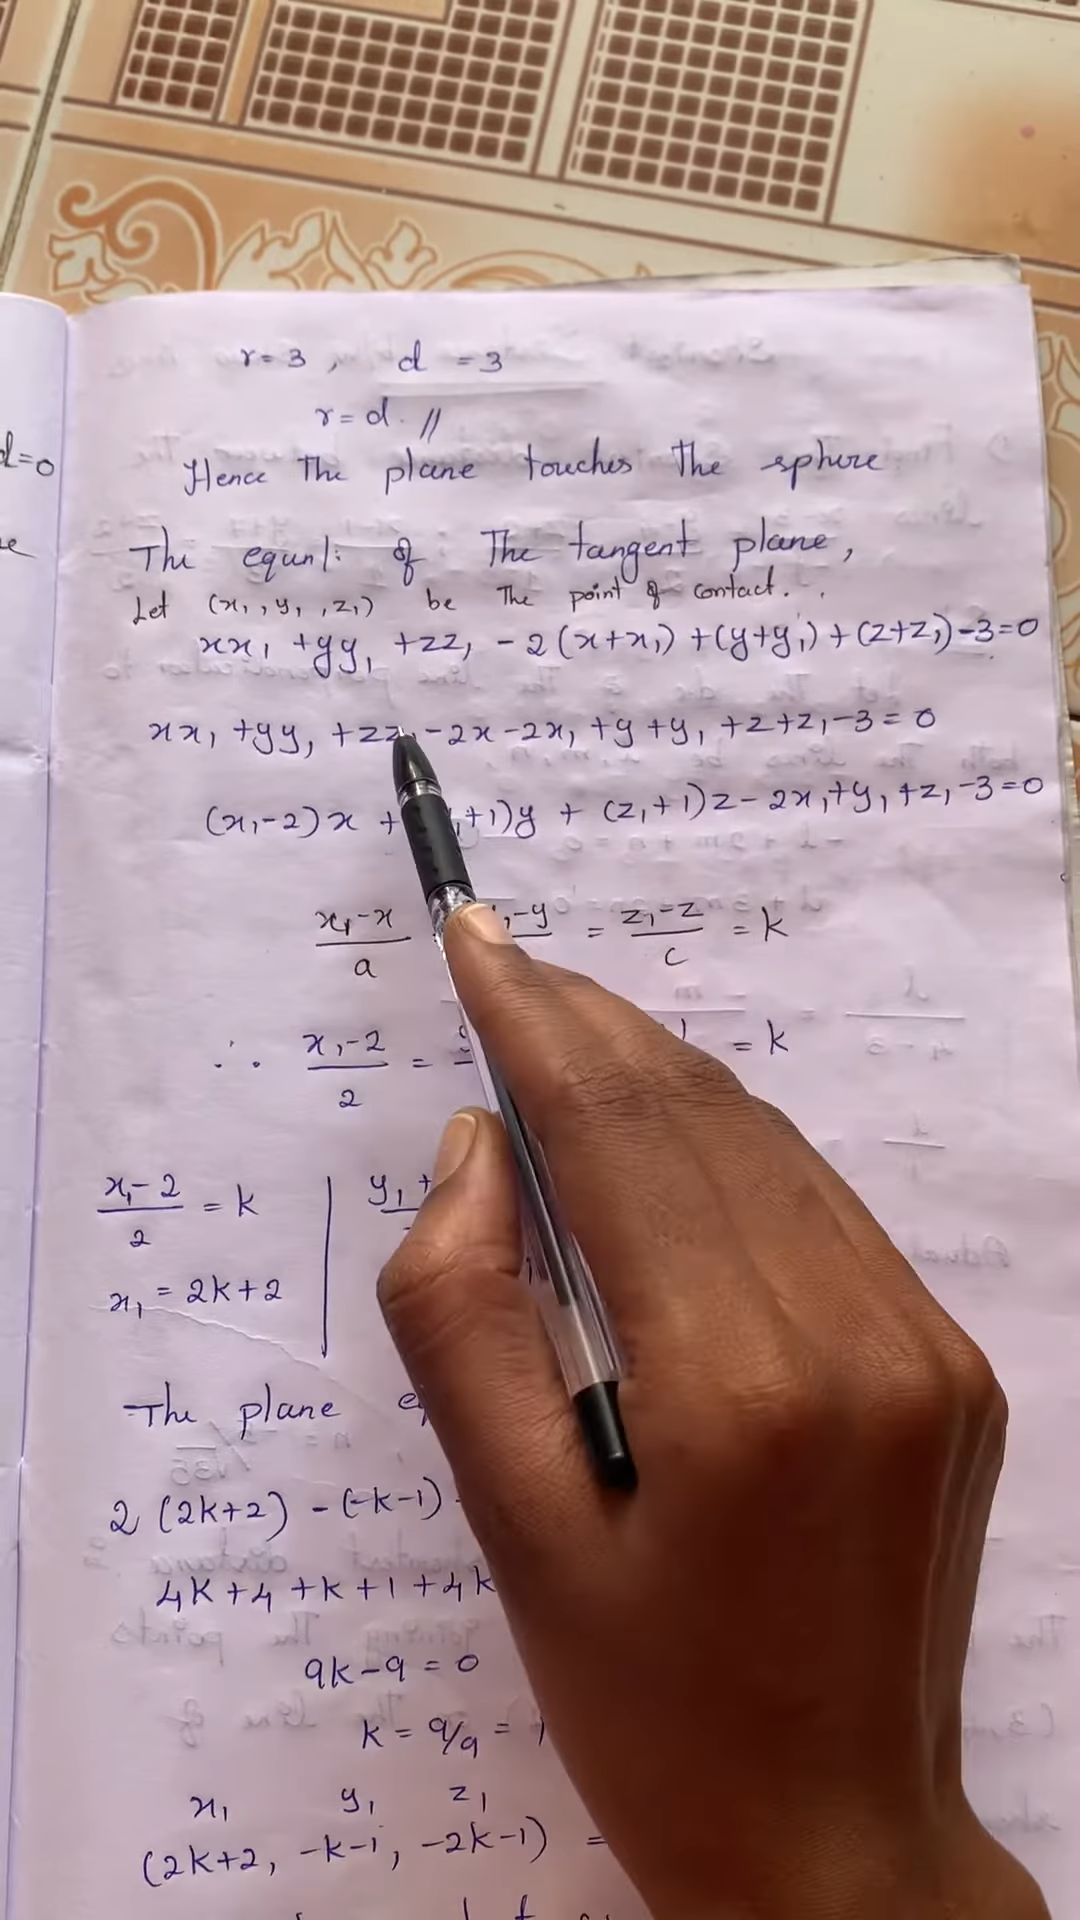 r = 3 , d = 3
r = d. //
d=0
Hence The plane touches The sphere
The equn/: of The tangent plane,
Let (x₁, y₁, z₁) be The point of contact.
xx₁ + yy₁ + zz₁ - 2(x+x₁) + (y+y₁) + (z+z₁) - 3 = 0
xx₁ + yy₁ + zz₁ - 2x - 2x₁ + y + y₁ + z + z₁ - 3 = 0
(x₁-2)x + ₁+1)y + (z₁+1)z - 2x₁ + y₁ + z₁ - 3 = 0
x₁-x/a ₁-y = z₁-z/c = k
∴ x₁-2/2 = = k
x₁-2/2 = k | y₁ +
x₁ = 2k+2
The plane
2 (2k+2) - (-k-1)
4k + 4 + k + 1 + 4k
9k - 9 = 0
k = 9/9 = 1
x₁ y₁ z₁
(2k+2, -k-1, -2k-1) =